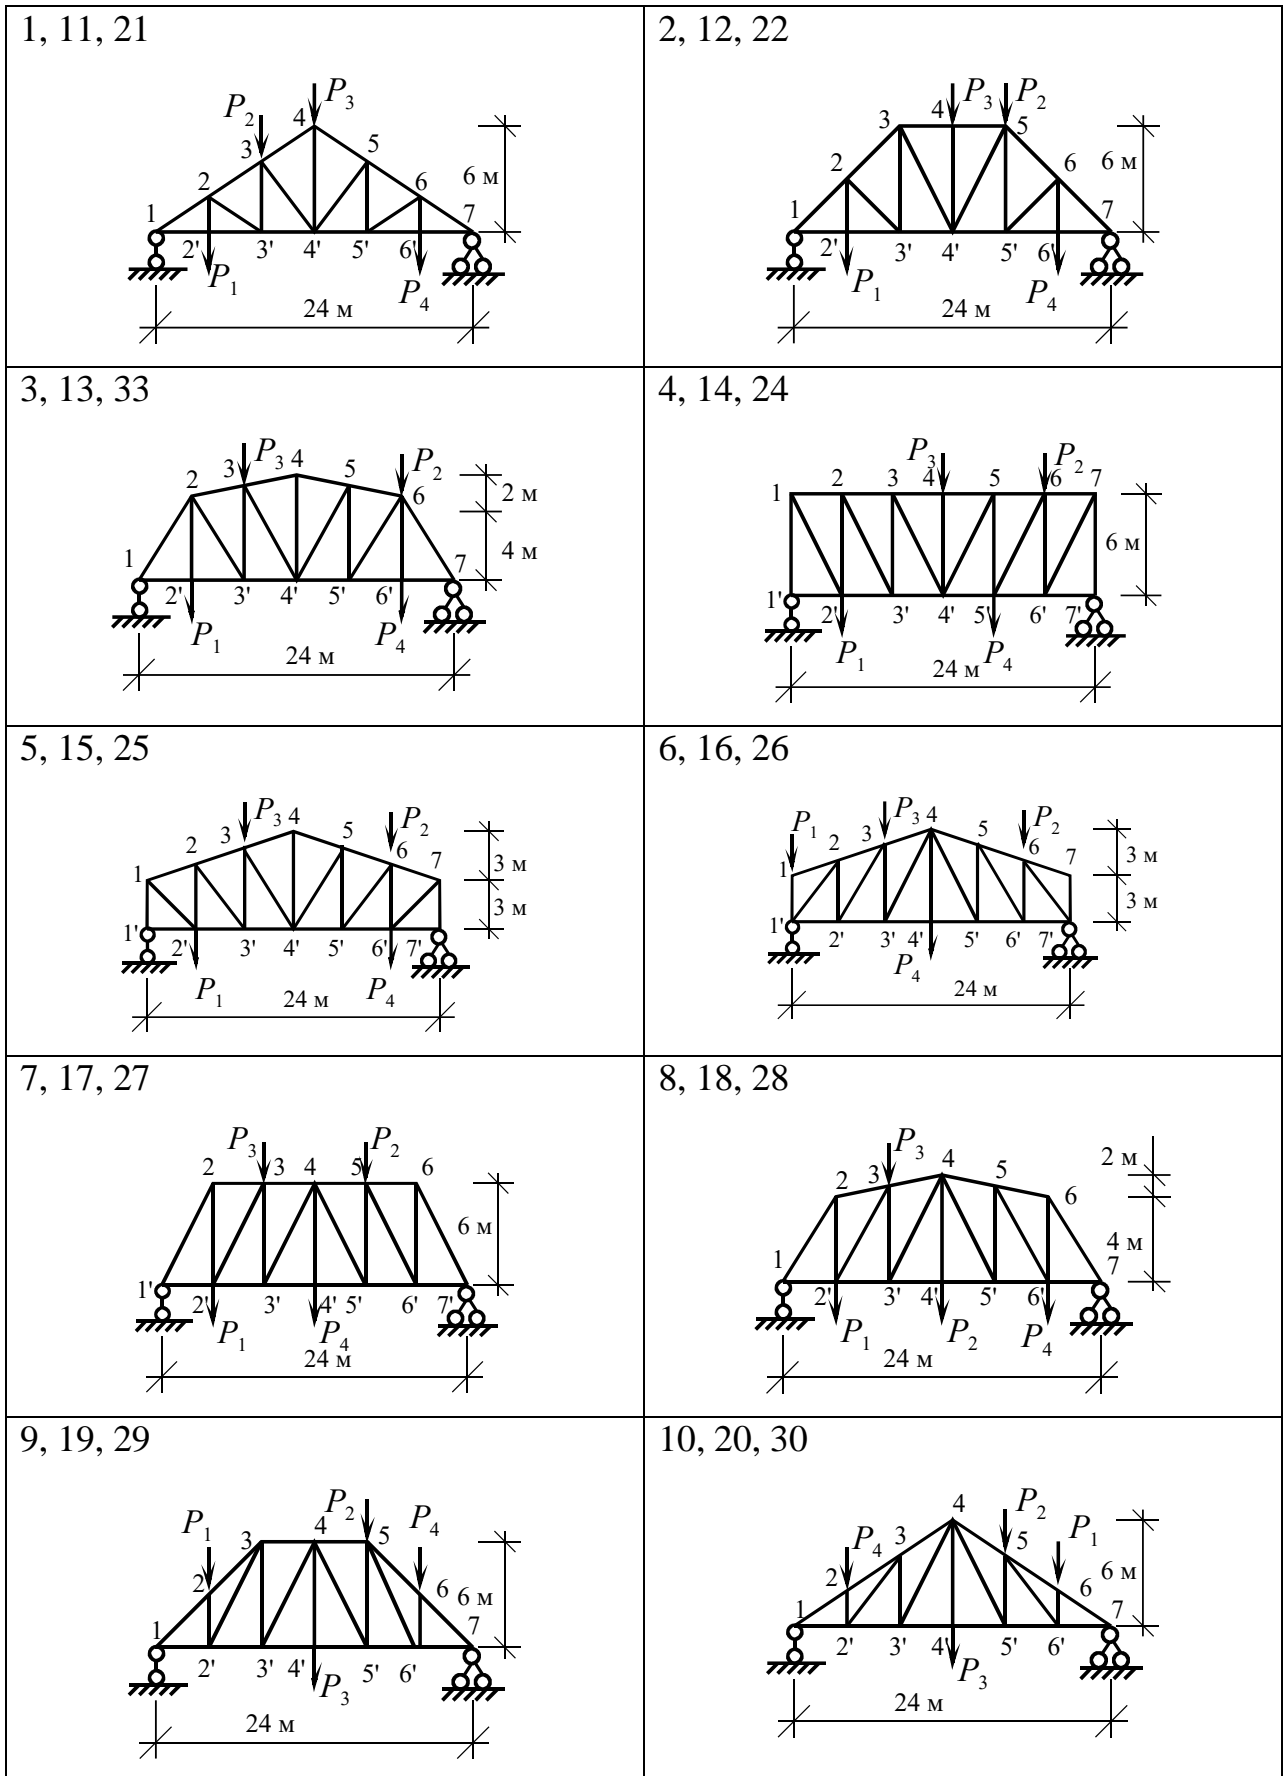 1, 11, 21
P2
P3
4
3
5
2
6
6 м
1
7
2' 3' 4' 5' 6'
P1
P4
24 м
2, 12, 22
P3 P2
3 4 5
2 6
6 м
1 7
2' 3' 4' 5' 6'
P1 P4
24 м
3, 13, 33
P3 P2
2 3 4 5 6
2 м
4 м
1 7
2' 3' 4' 5' 6'
P1 P4
24 м
4, 14, 24
P3 P2
1 2 3 4 5 6 7
6 м
1' 2' 3' 4' 5' 6' 7'
P1 P4
24 м
5, 15, 25
P3 P2
1 2 3 4 5 6 7
3 м
3 м
1' 2' 3' 4' 5' 6' 7'
P1 P4
24 м
6, 16, 26
P1 P3 P2
1 2 3 4 5 6 7
3 м
3 м
1' 2' 3' 4' 5' 6' 7'
P4
24 м
7, 17, 27
P3 P2
2 3 4 5 6
6 м
1' 2' 3' 4' 5' 6' 7'
P1 P4
24 м
8, 18, 28
P3
2 3 4 5 6
2 м
4 м
1 7
2' 3' 4' 5' 6'
P1 P2 P4
24 м
9, 19, 29
P1 P2 P4
3 4 5
2 6
6 м
1 7
2' 3' 4' 5' 6'
P3
24 м
10, 20, 30
P4 P2 P1
4
3 5
2 6
6 м
1 7
2' 3' 4' 5' 6'
P3
24 м